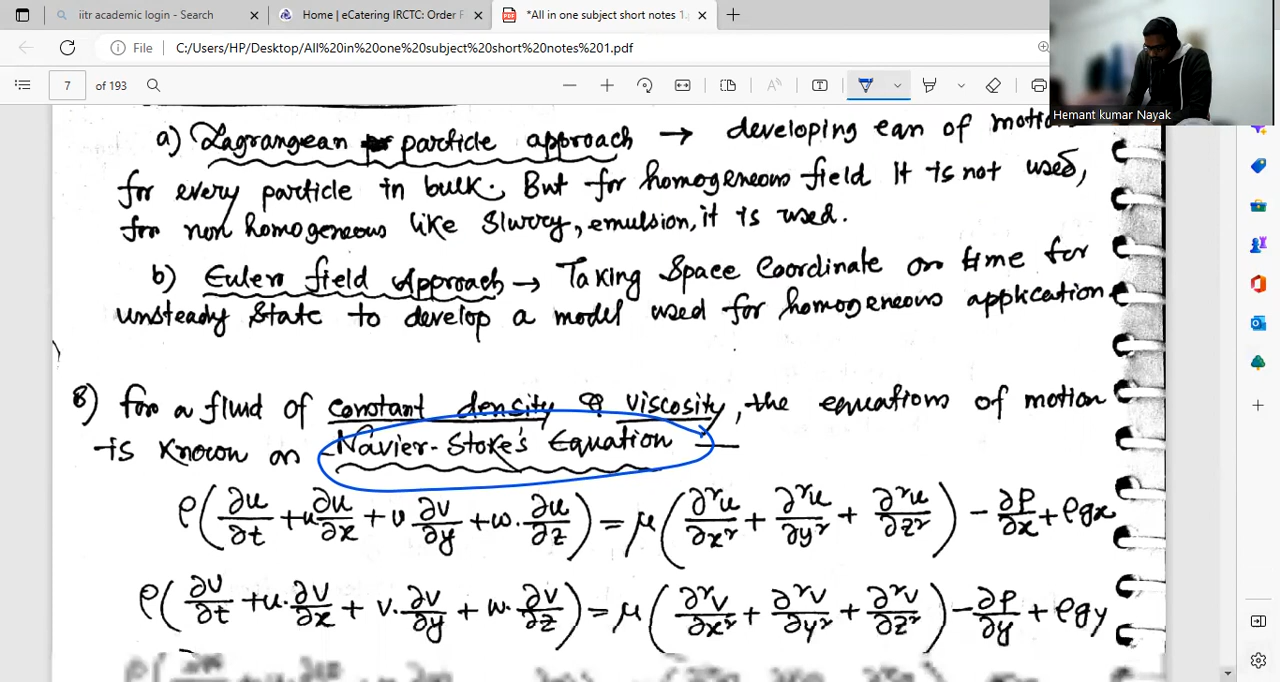 iitr academic login - Search
Home | eCatering IRCTC: Order F
*All in one subject short notes 1.p
File C:/Users/HP/Desktop/All%20in%20one%20subject%20short%20notes%201.pdf
7 of 193
Hemant kumar Nayak
a) Lagrangean particle approach → developing eqn of motion
for every particle in bulk. But for homogeneous field it is not used,
for non homogeneous like Slurry, emulsion, it is used.
b) Euler field Approach → Taking Space Coordinate or time for
unsteady State to develop a model used for homogeneous application
8) for a fluid of constant density & viscosity, the equations of motion
is known as Navier-Stoke's Equation —
ρ(∂u/∂t + u∂u/∂x + v ∂v/∂y + w.∂u/∂z) = μ(∂²u/∂x² + ∂²u/∂y² + ∂²u/∂z²) - ∂P/∂x + ρgx
ρ(∂v/∂t + u.∂v/∂x + v.∂v/∂y + w.∂v/∂z) = μ(∂²v/∂x² + ∂²v/∂y² + ∂²v/∂z²) - ∂P/∂y + ρgy